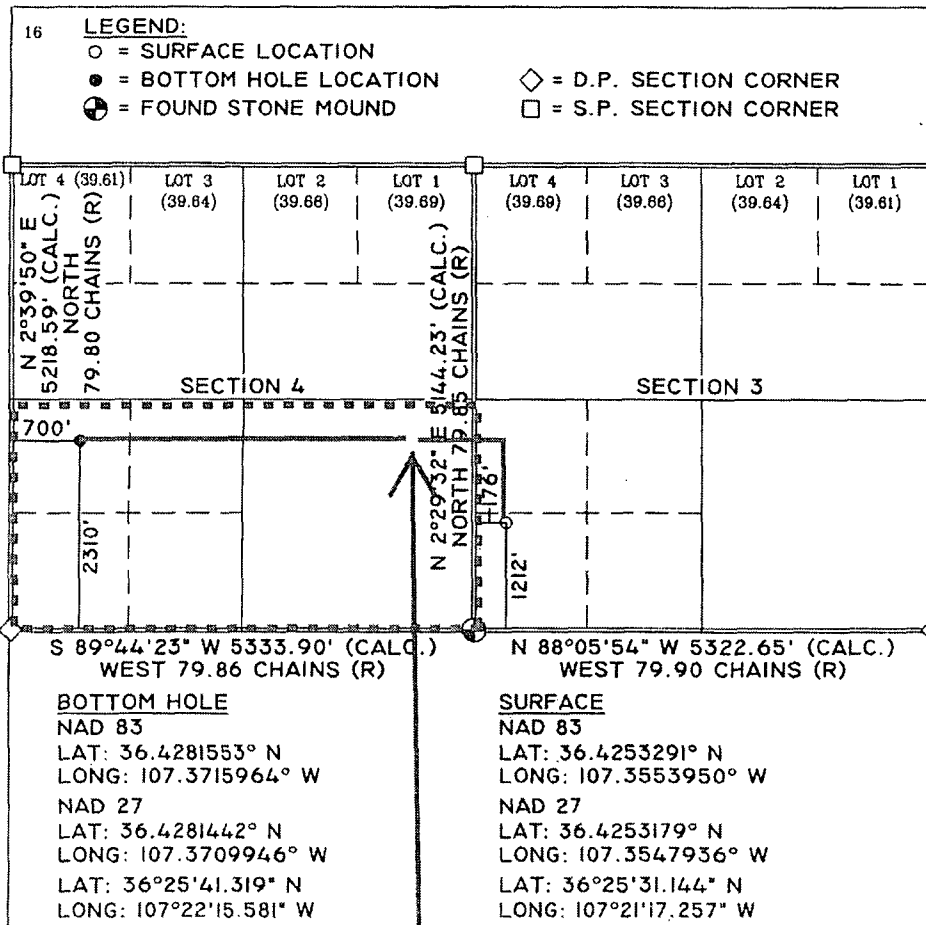 16
LEGEND:
= SURFACE LOCATION
= BOTTOM HOLE LOCATION
= FOUND STONE MOUND
= D.P. SECTION CORNER
= S.P. SECTION CORNER
LOT 4 (39.61)
LOT 3
(39.64)
LOT 2
(39.66)
LOT 1
(39.69)
LOT 4
(39.69)
LOT 3
(39.66)
LOT 2
(39.64)
LOT 1
(39.61)
N 2°39'50" E
5218.59' (CALC.)
NORTH
79.80 CHAINS (R)
N 2°29'32" E 5144.23' (CALC.)
NORTH 79.85 CHAINS (R)
SECTION 4
SECTION 3
700'
2310'
176'
1212'
S 89°44'23" W 5333.90' (CALC.)
WEST 79.86 CHAINS (R)
N 88°05'54" W 5322.65' (CALC.)
WEST 79.90 CHAINS (R)
BOTTOM HOLE
NAD 83
LAT: 36.4281553° N
LONG: 107.3715964° W
NAD 27
LAT: 36.4281442° N
LONG: 107.3709946° W
LAT: 36°25'41.319" N
LONG: 107°22'15.581" W
SURFACE
NAD 83
LAT: 36.4253291° N
LONG: 107.3553950° W
NAD 27
LAT: 36.4253179° N
LONG: 107.3547936° W
LAT: 36°25'31.144" N
LONG: 107°21'17.257" W